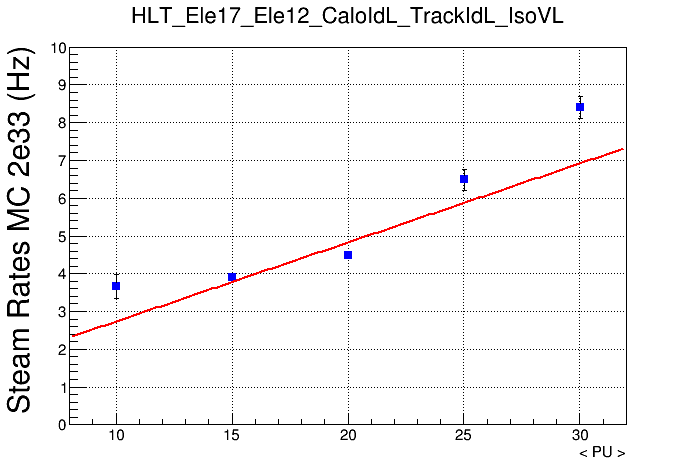 HLT_Ele17_Ele12_CaloIdL_TrackIdL_IsoVL
Steam Rates MC 2e33 (Hz)
10
9
8
7
6
5
4
3
2
1
0
10 15 20 25 30
< PU >